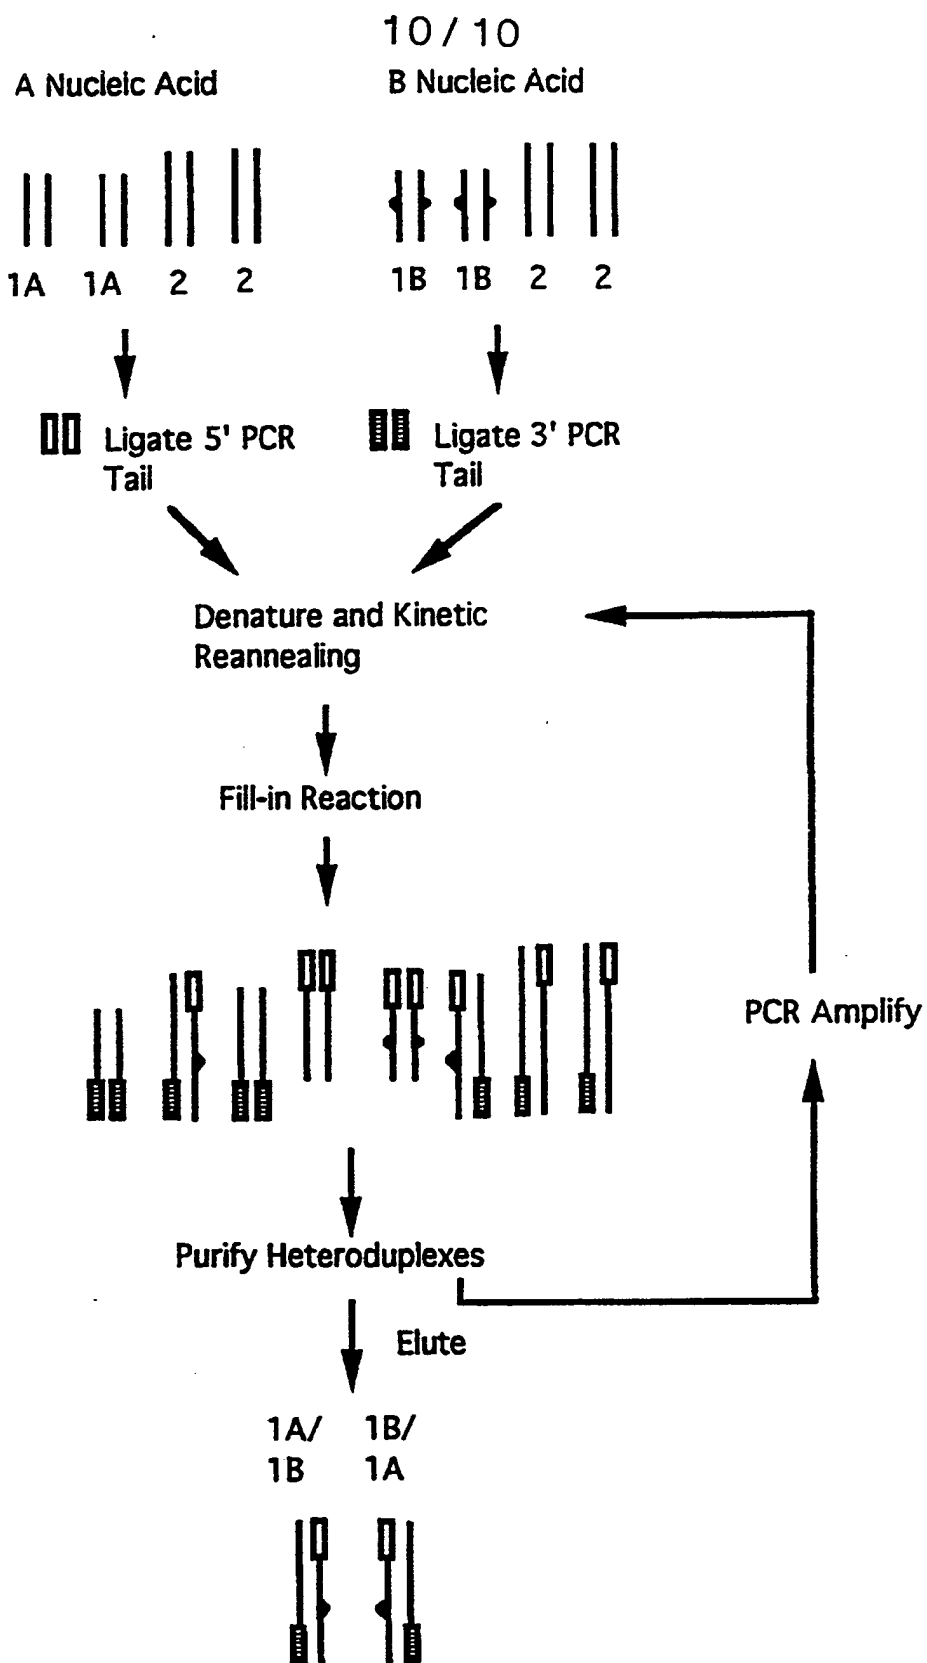 10/10
A Nucleic Acid
B Nucleic Acid
1A 1A 2 2
1B 1B 2 2
Ligate 5' PCR
Tail
Ligate 3' PCR
Tail
Denature and Kinetic
Reannealing
Fill-in Reaction
PCR Amplify
Purify Heteroduplexes
Elute
1A/
1B
1B/
1A